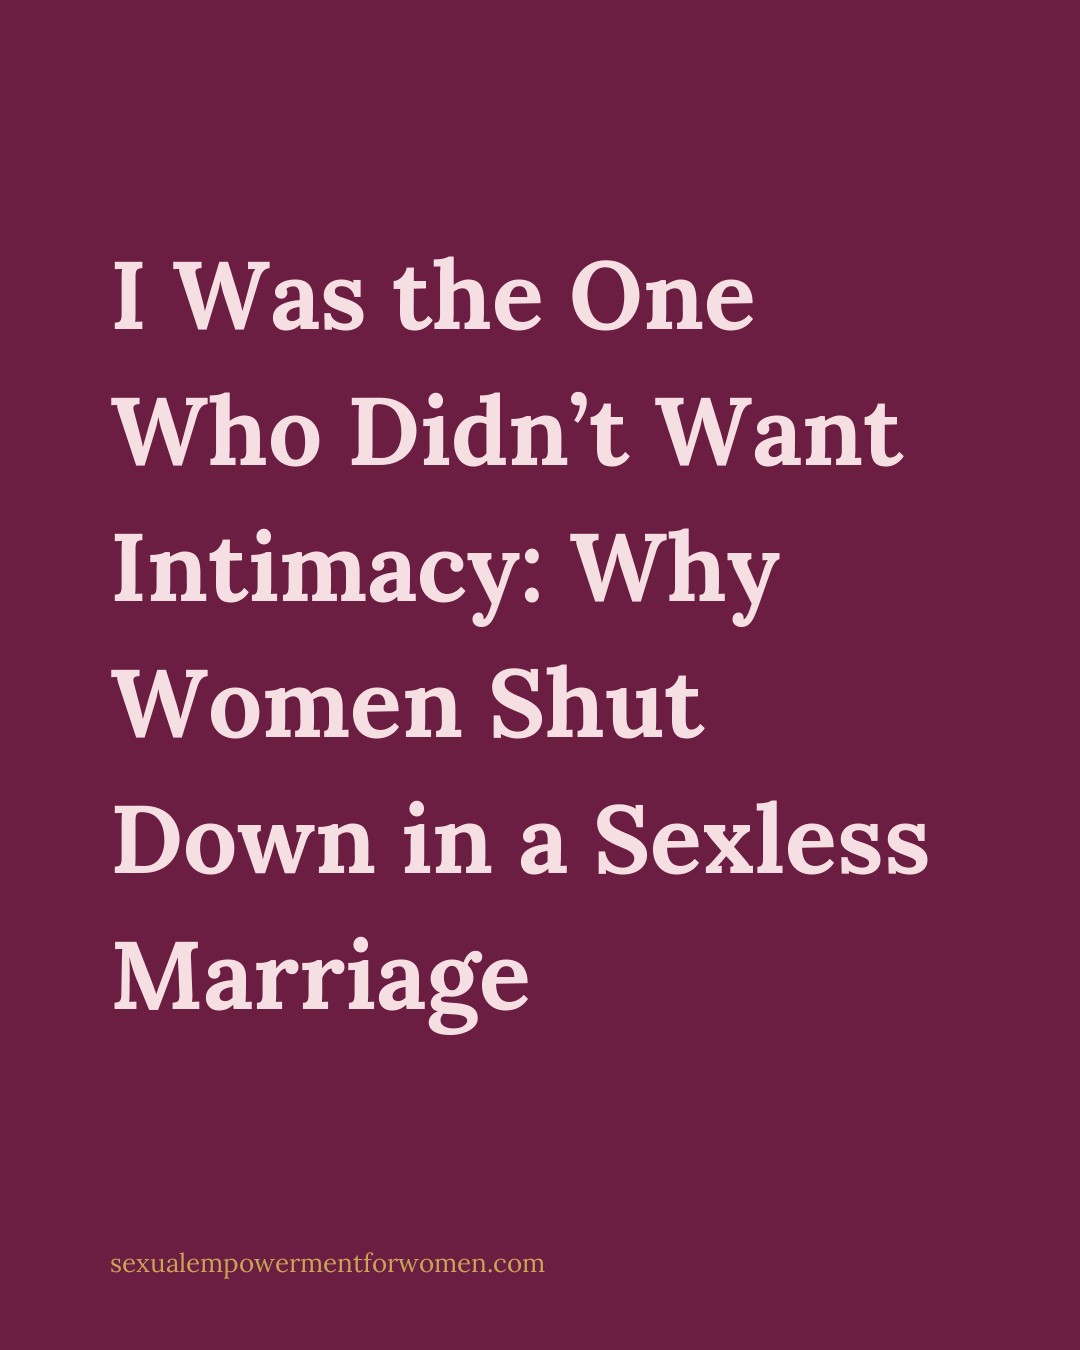 I Was the One
Who Didn’t Want
Intimacy: Why
Women Shut
Down in a Sexless
Marriage
sexualempowermentforwomen.com